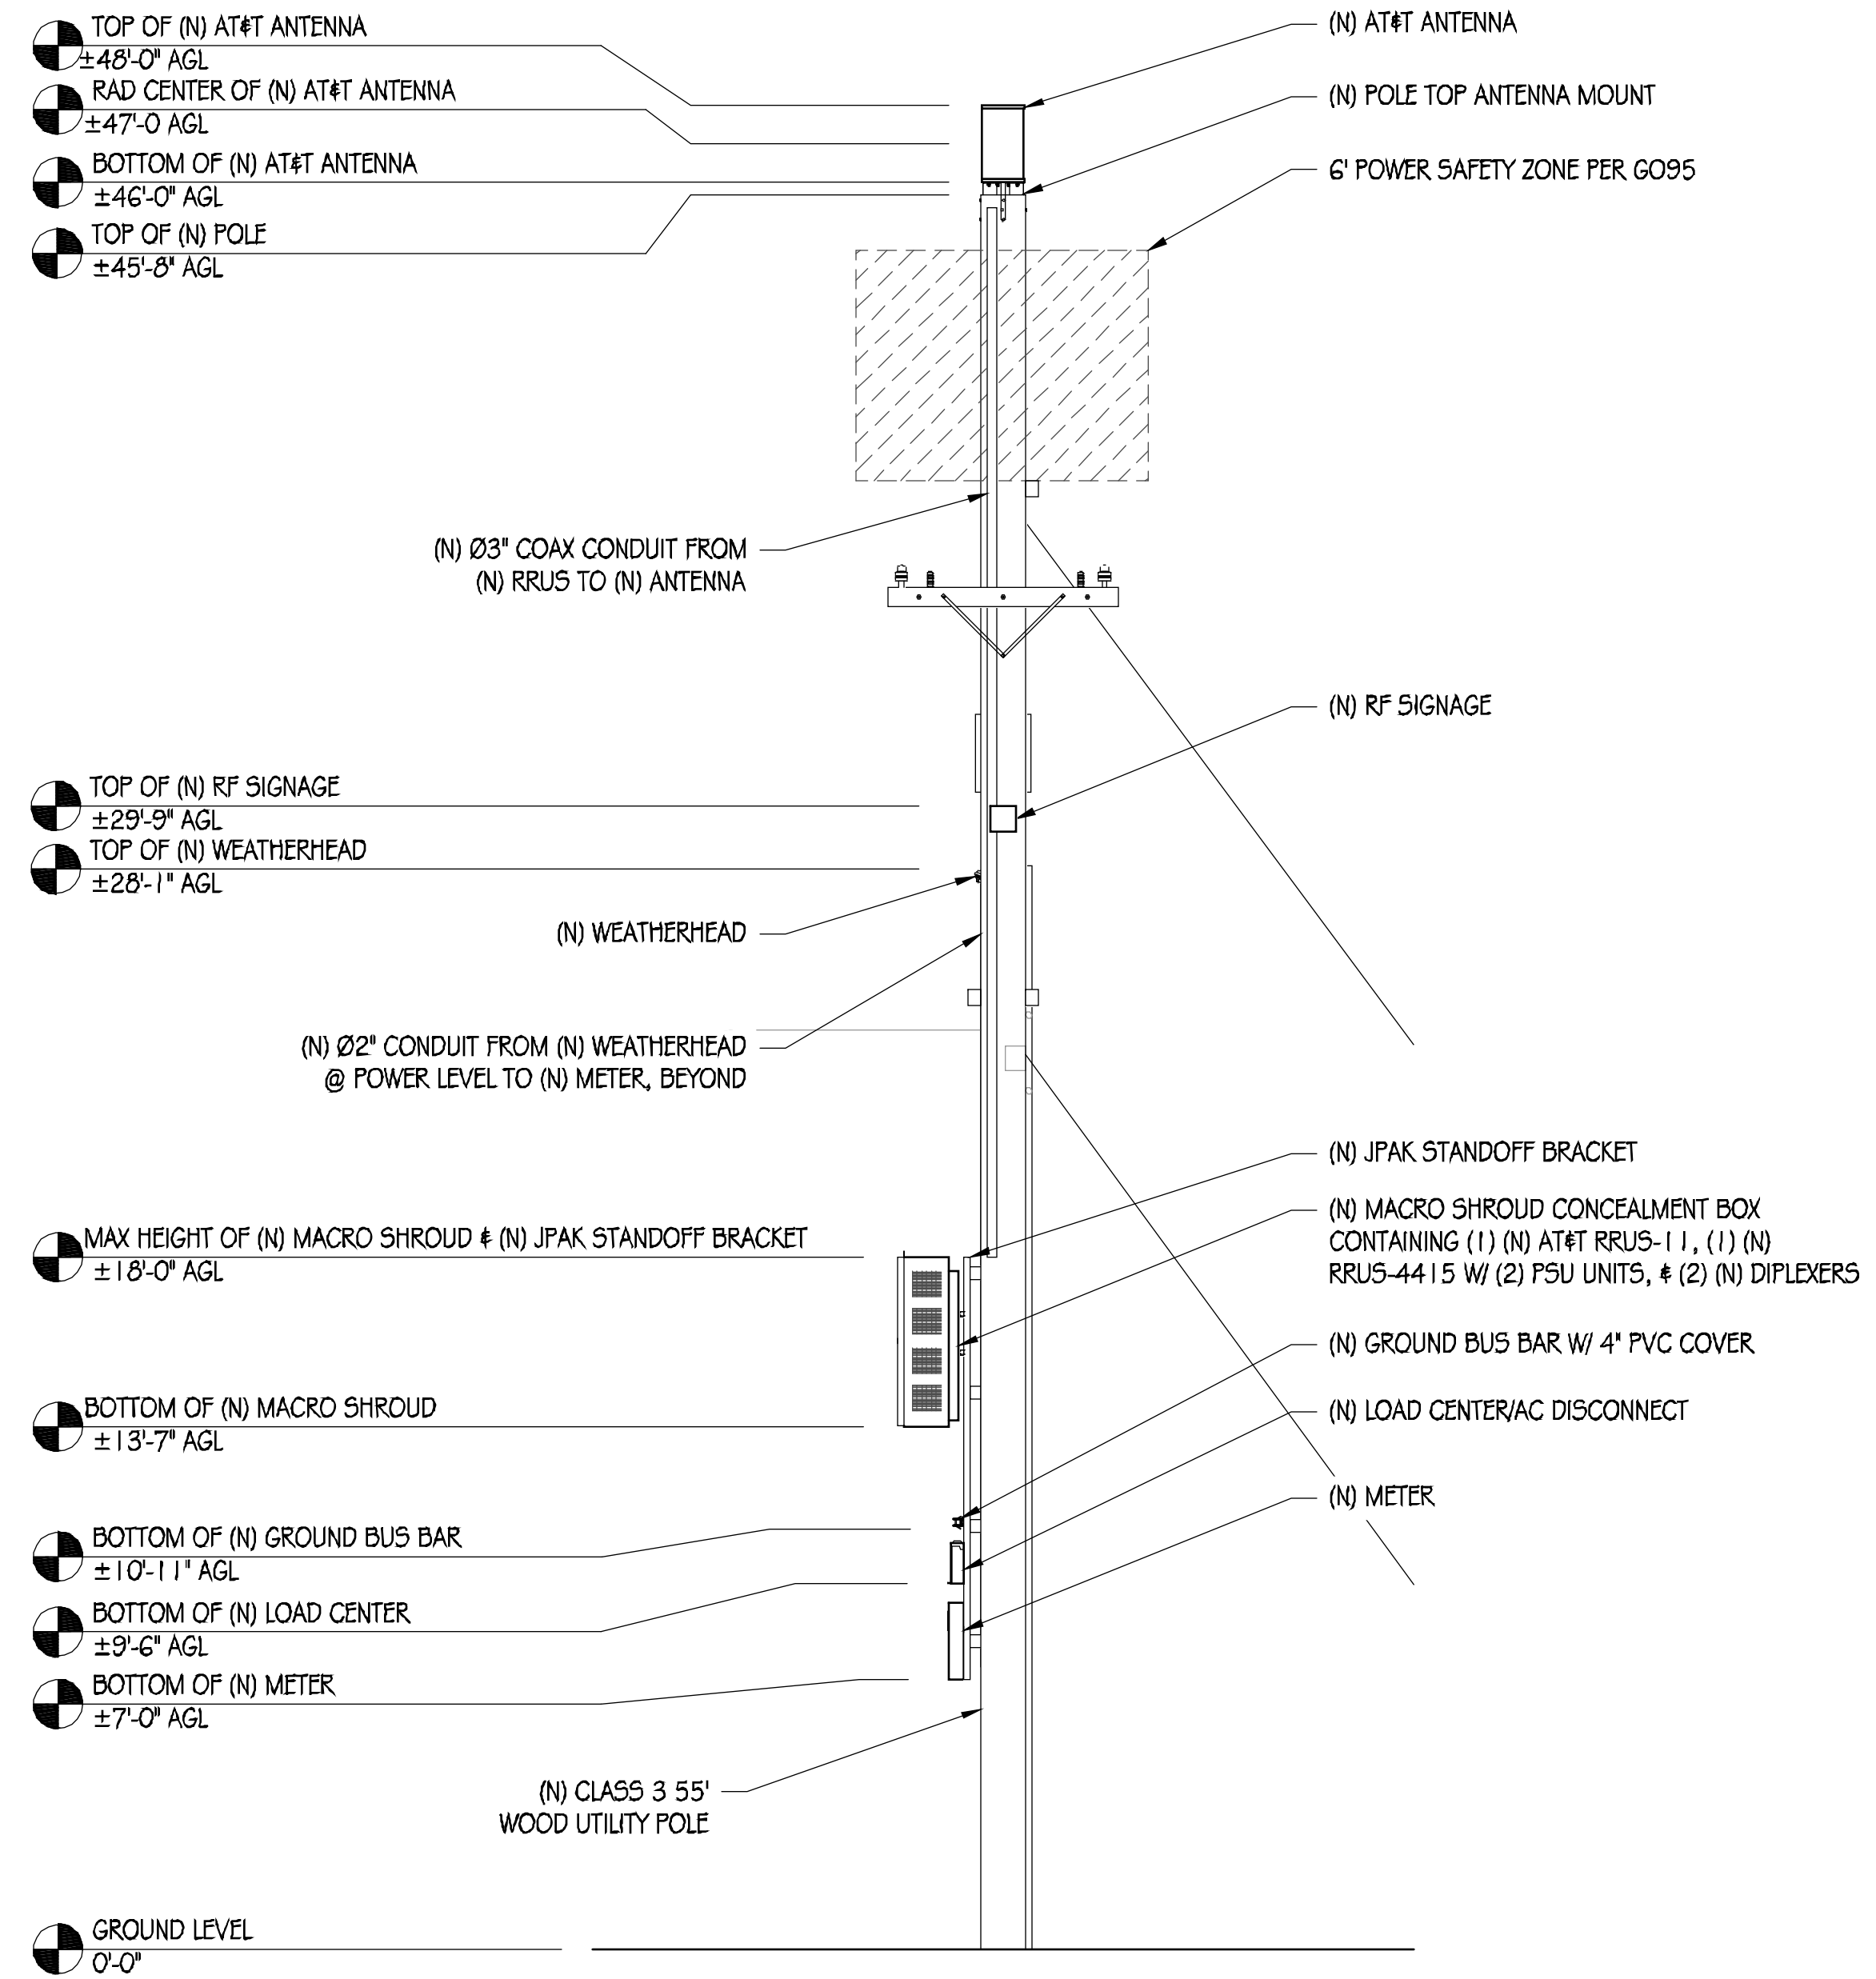 TOP OF (N) AT&T ANTENNA
±48'-0" AGL
RAD CENTER OF (N) AT&T ANTENNA
±47'-0 AGL
BOTTOM OF (N) AT&T ANTENNA
±46'-0" AGL
TOP OF (N) POLE
±45'-8" AGL
(N) AT&T ANTENNA
(N) POLE TOP ANTENNA MOUNT
6' POWER SAFETY ZONE PER GO95
(N) Ø3" COAX CONDUIT FROM
(N) RRUS TO (N) ANTENNA
(N) RF SIGNAGE
TOP OF (N) RF SIGNAGE
±29'-9" AGL
TOP OF (N) WEATHERHEAD
±28'-1" AGL
(N) WEATHERHEAD
(N) Ø2" CONDUIT FROM (N) WEATHERHEAD
@ POWER LEVEL TO (N) METER, BEYOND
(N) JPAK STANDOFF BRACKET
(N) MACRO SHROUD CONCEALMENT BOX
CONTAINING (1) (N) AT&T RRUS-11, (1) (N)
RRUS-4415 W/ (2) PSU UNITS, & (2) (N) DIPLEXERS
MAX HEIGHT OF (N) MACRO SHROUD & (N) JPAK STANDOFF BRACKET
±18'-0" AGL
(N) GROUND BUS BAR W/ 4" PVC COVER
(N) LOAD CENTER/AC DISCONNECT
BOTTOM OF (N) MACRO SHROUD
±13'-7" AGL
(N) METER
BOTTOM OF (N) GROUND BUS BAR
±10'-11" AGL
BOTTOM OF (N) LOAD CENTER
±9'-6" AGL
BOTTOM OF (N) METER
±7'-0" AGL
(N) CLASS 3 55'
WOOD UTILITY POLE
GROUND LEVEL
0'-0"